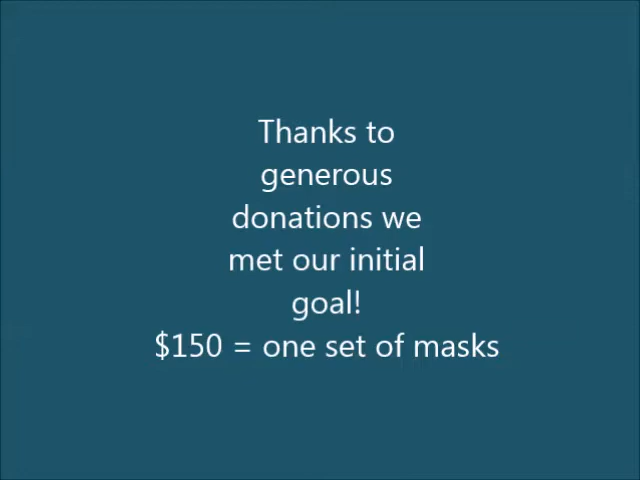 Thanks to
generous
donations we
met our initial
goal!
$150 = one set of masks